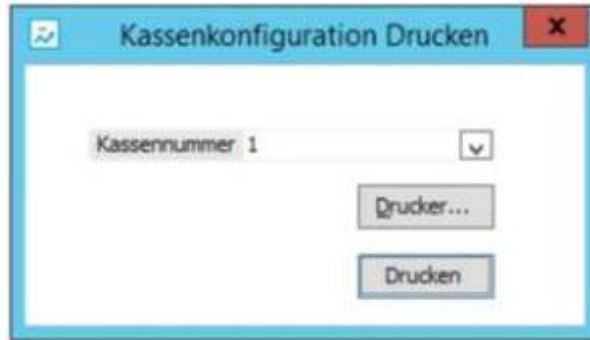 Kassenkonfiguration Drucken
Kassennummer 1
Drucker...
Drucken